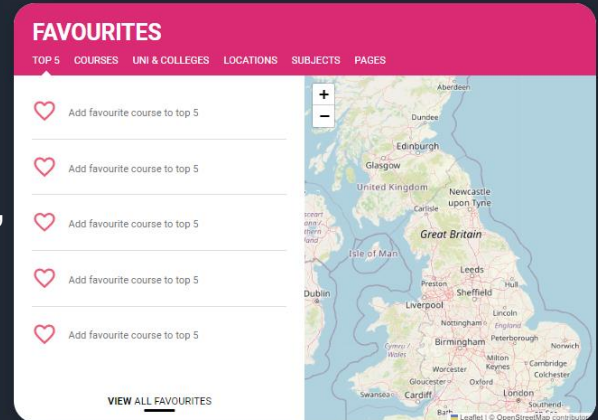 FAVOURITES
TOP 5 COURSES UNI & COLLEGES LOCATIONS SUBJECTS PAGES
Add favourite course to top 5
Add favourite course to top 5
Add favourite course to top 5
Add favourite course to top 5
Add favourite course to top 5
VIEW ALL FAVOURITES
+
−
Aberdeen
Dundee
Edinburgh
Glasgow
United Kingdom
Newcastle
upon Tyne
Carlisle
Great Britain
Isle of Man
Leeds
Preston
Hull
Sheffield
Dublin
Liverpool
Lincoln
Nottingham
England
Peterborough
Norwich
Birmingham
Cymru /
Wales
Milton
Keynes
Cambridge
Worcester
Colchester
Gloucester
Oxford
Swansea
Cardiff
London
Southend-
Leaflet | © OpenStreetMap contributors